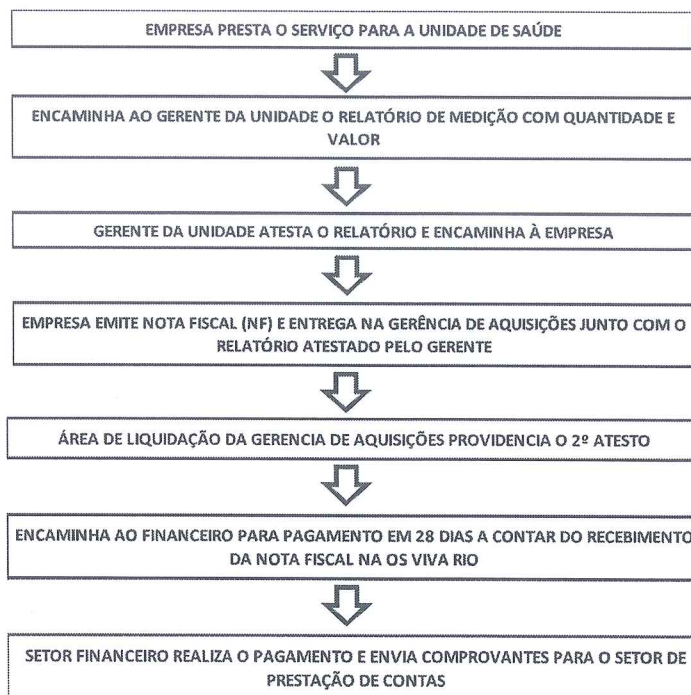 EMPRESA PRESTA O SERVIÇO PARA A UNIDADE DE SAÚDE
ENCAMINHA AO GERENTE DA UNIDADE O RELATÓRIO DE MEDIÇÃO COM QUANTIDADE E
VALOR
GERENTE DA UNIDADE ATESTA O RELATÓRIO E ENCAMINHA À EMPRESA
EMPRESA EMITE NOTA FISCAL (NF) E ENTREGA NA GERÊNCIA DE AQUISIÇÕES JUNTO COM O
RELATÓRIO ATESTADO PELO GERENTE
ÁREA DE LIQUIDAÇÃO DA GERENCIA DE AQUISIÇÕES PROVIDENCIA O 2º ATESTO
ENCAMINHA AO FINANCEIRO PARA PAGAMENTO EM 28 DIAS A CONTAR DO RECEBIMENTO
DA NOTA FISCAL NA OS VIVA RIO
SETOR FINANCEIRO REALIZA O PAGAMENTO E ENVIA COMPROVANTES PARA O SETOR DE
PRESTAÇÃO DE CONTAS